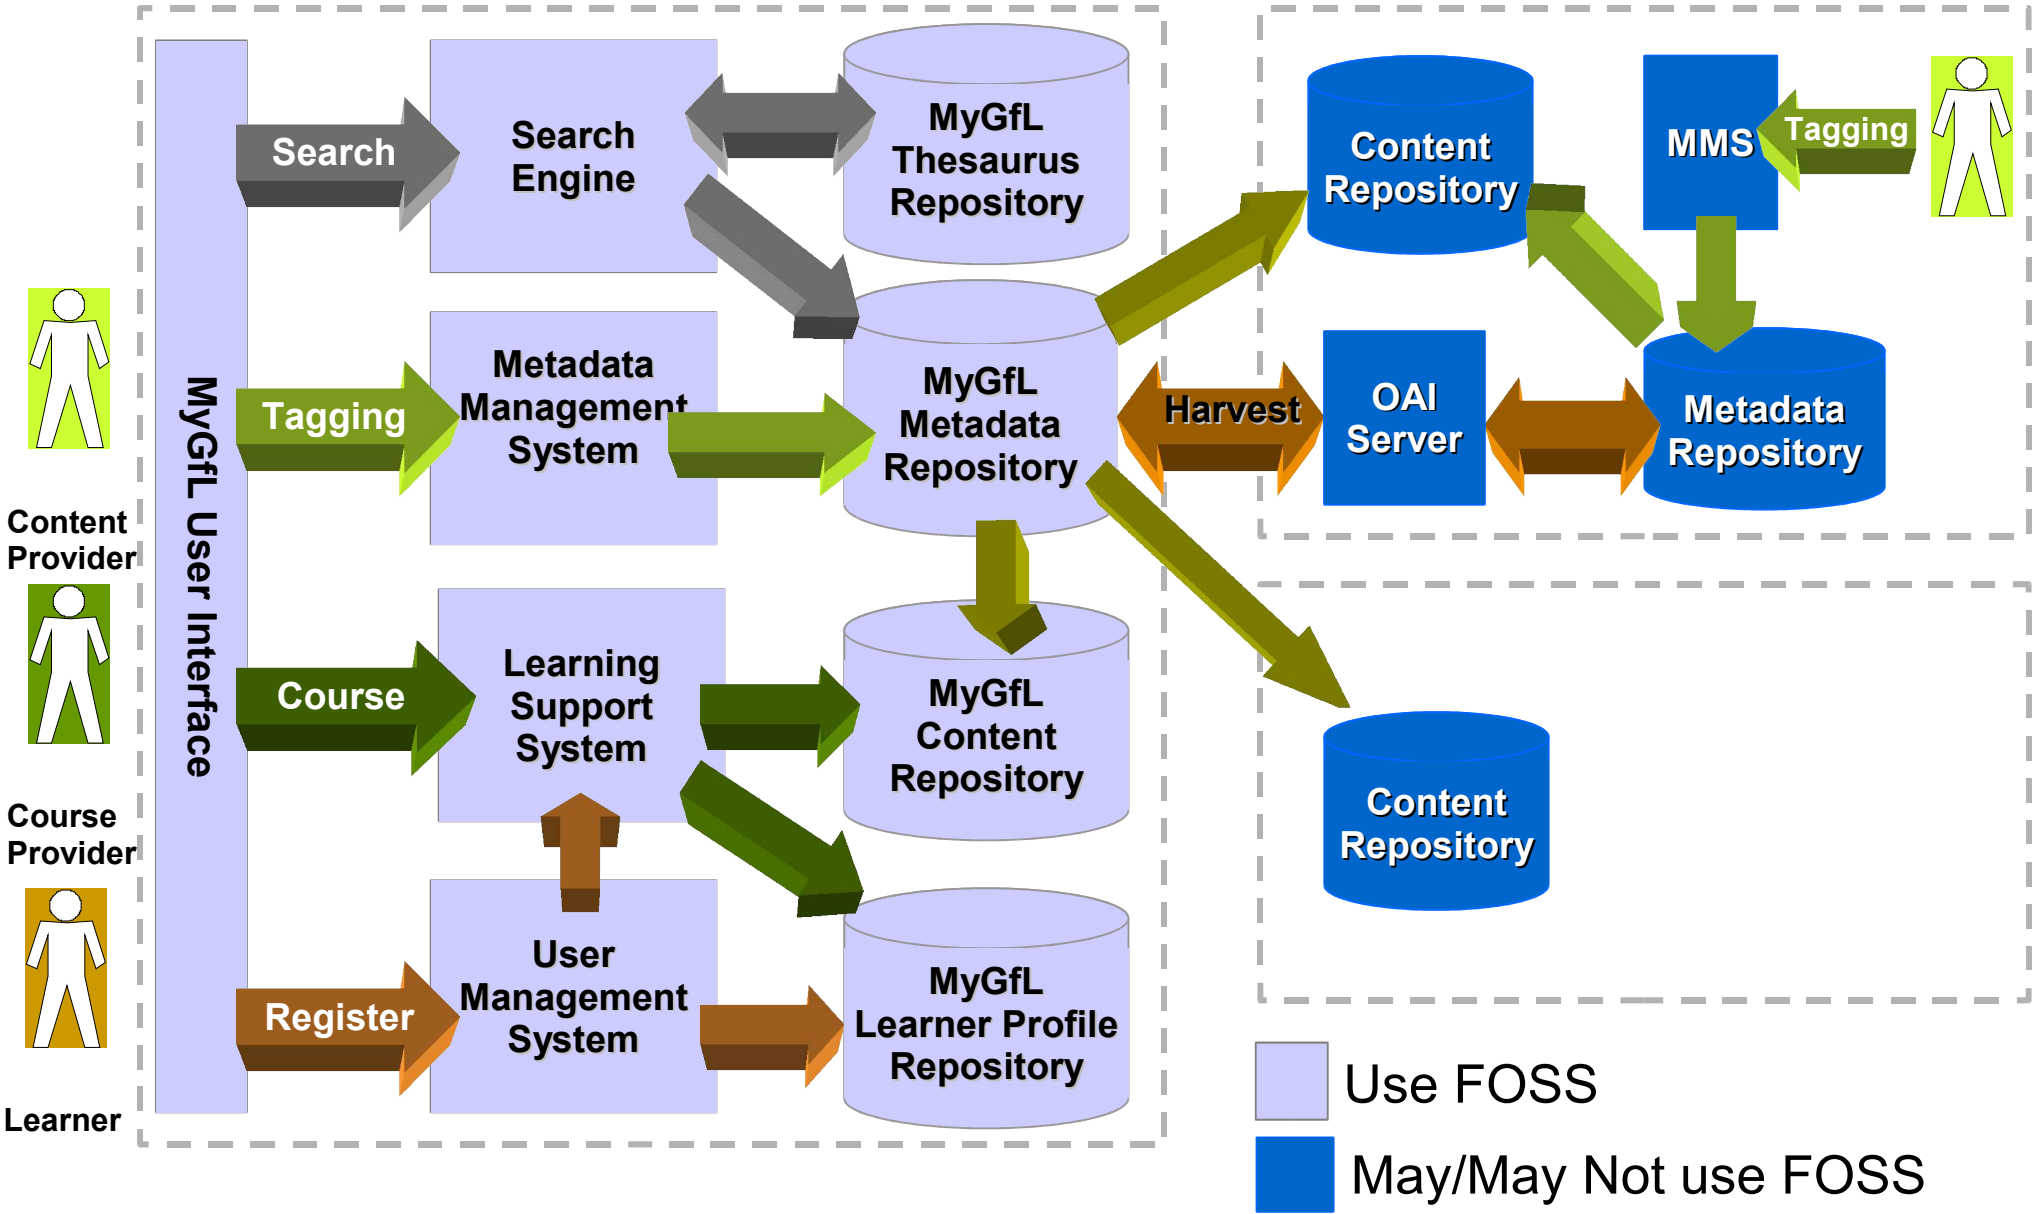 Content
Provider
Course
Provider
Learner
MyGfL User Interface
Search
Tagging
Course
Register
Search
Engine
Metadata
Management
System
Learning
Support
System
User
Management
System
MyGfL
Thesaurus
Repository
MyGfL
Metadata
Repository
MyGfL
Content
Repository
MyGfL
Learner Profile
Repository
Harvest
Content
Repository
MMS
Tagging
OAI
Server
Metadata
Repository
Content
Repository
Use FOSS
May/May Not use FOSS